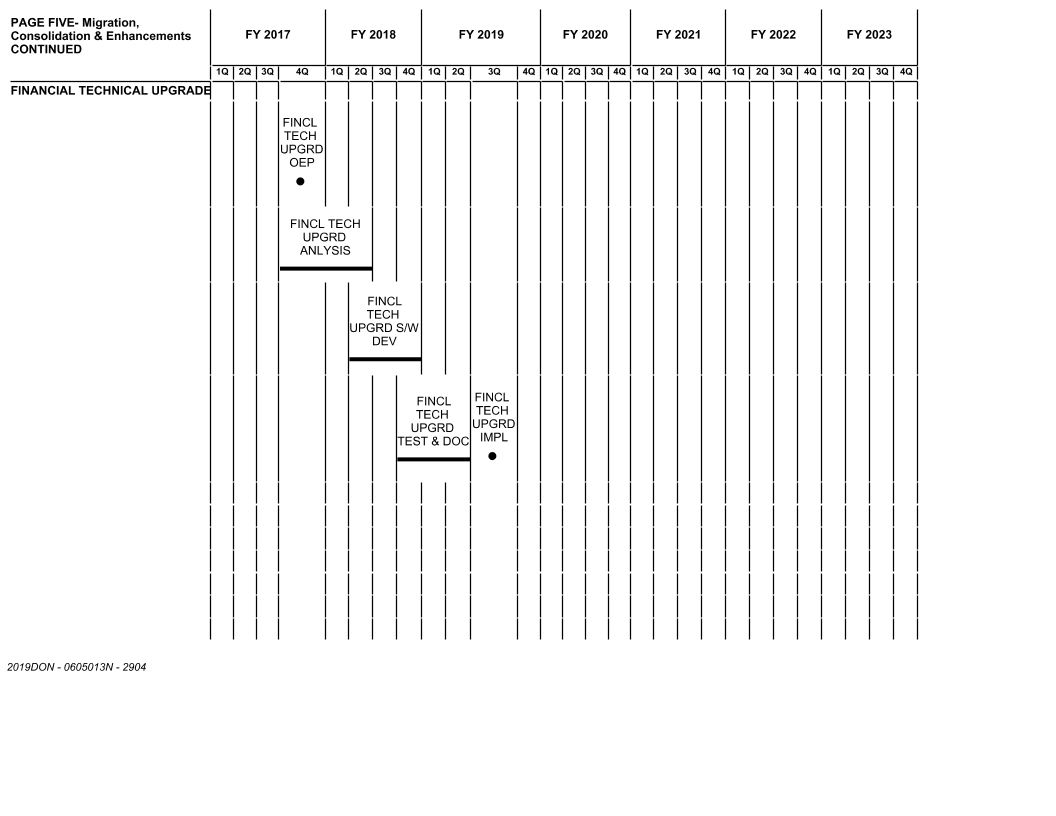 PAGE FIVE- Migration,
Consolidation & Enhancements
CONTINUED
FY 2017 FY 2018 FY 2019 FY 2020 FY 2021 FY 2022 FY 2023
1Q 2Q 3Q 4Q 1Q 2Q 3Q 4Q 1Q 2Q 3Q 4Q 1Q 2Q 3Q 4Q 1Q 2Q 3Q 4Q 1Q 2Q 3Q 4Q 1Q 2Q 3Q 4Q
FINANCIAL TECHNICAL UPGRADE
FINCL
TECH
UPGRD
OEP
FINCL TECH
UPGRD
ANLYSIS
FINCL
TECH
UPGRD S/W
DEV
FINCL
TECH
UPGRD
TEST & DOC
FINCL
TECH
UPGRD
IMPL
2019DON - 0605013N - 2904